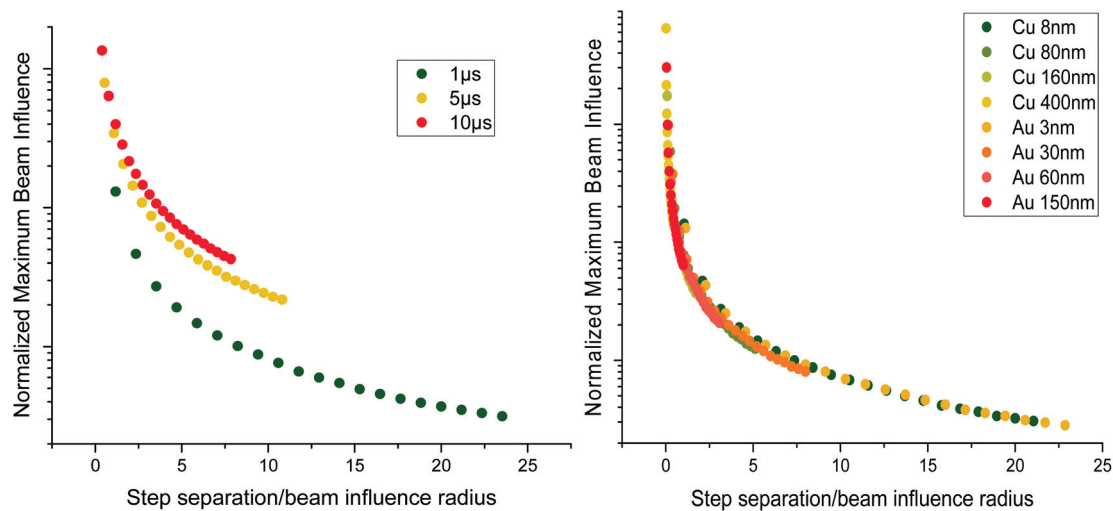 Normalized Maximum Beam Influence
1µs
5µs
10µs
0
5
10
15
20
25
Step separation/beam influence radius
Normalized Maximum Beam Influence
Cu 8nm
Cu 80nm
Cu 160nm
Cu 400nm
Au 3nm
Au 30nm
Au 60nm
Au 150nm
0
5
10
15
20
25
Step separation/beam influence radius